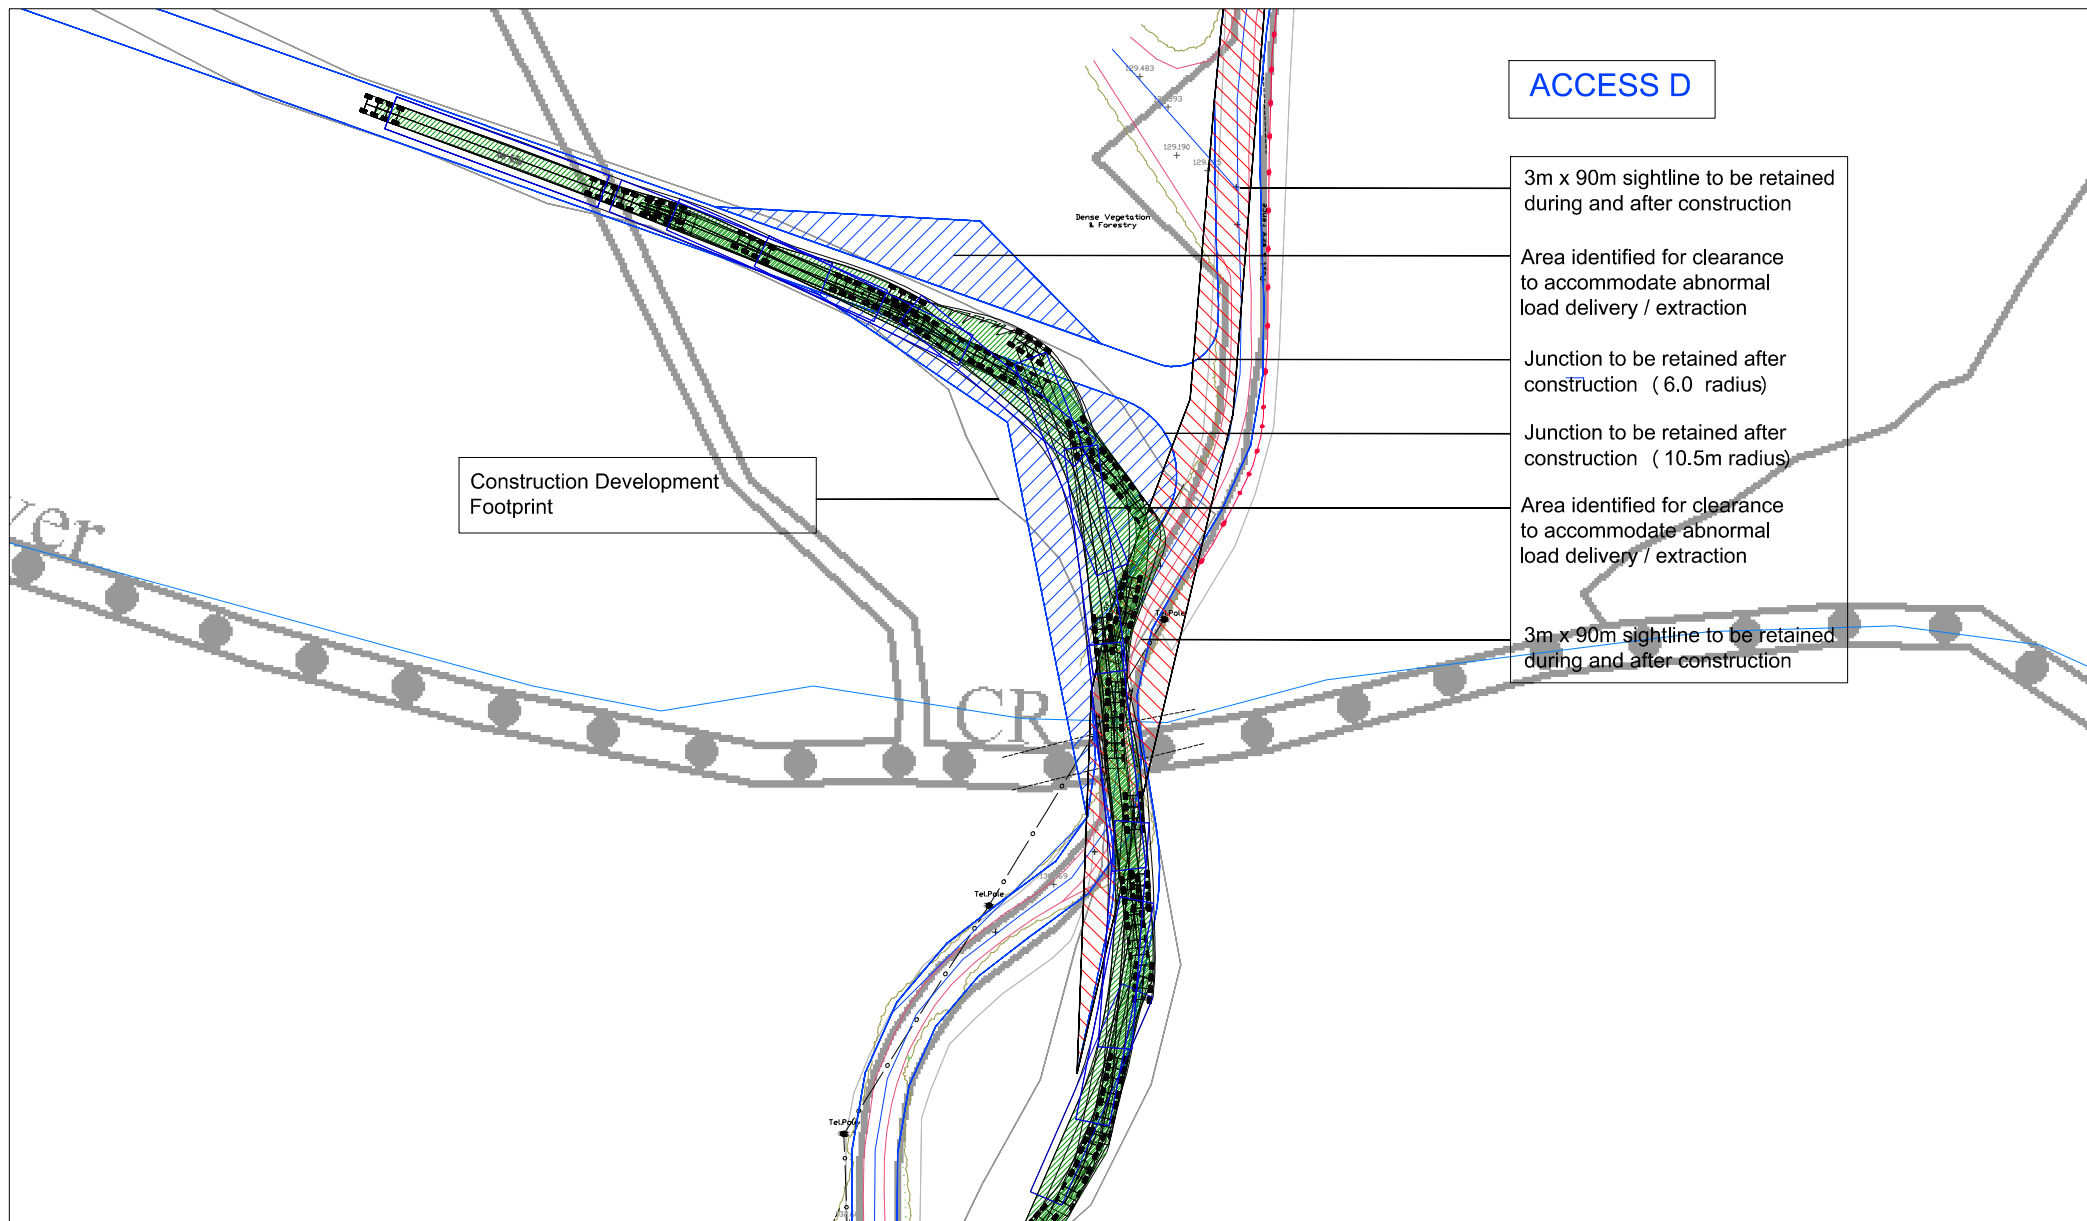 ACCESS D
3m x 90m sightline to be retained
during and after construction
Area identified for clearance
to accommodate abnormal
load delivery / extraction
Junction to be retained after
construction ( 6.0 radius)
Junction to be retained after
construction ( 10.5m radius)
Area identified for clearance
to accommodate abnormal
load delivery / extraction
3m x 90m sightline to be retained
during and after construction
Construction Development
Footprint
129.483
129.190
Dense Vegetation
& Forestry
Tel.Pole
CR
Tel.Pole
Tel.Pole